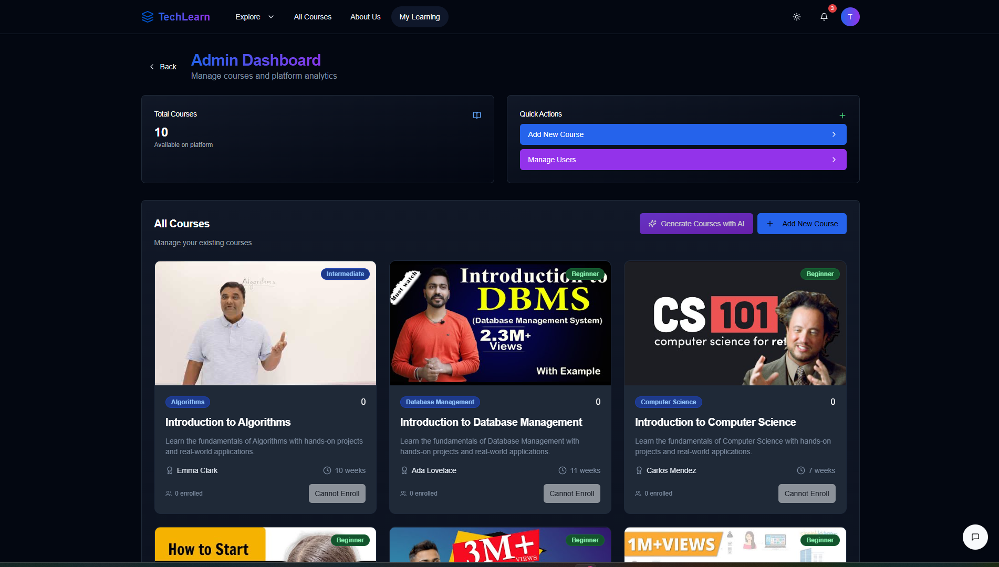 TechLearn
Explore
All Courses
About Us
My Learning
3
T
Back
Admin Dashboard
Manage courses and platform analytics
Total Courses
10
Available on platform
Quick Actions
Add New Course
Manage Users
All Courses
Manage your existing courses
Generate Courses with AI
Add New Course
Algorithms
Intermediate
Algorithms
0
Introduction to Algorithms
Learn the fundamentals of Algorithms with hands-on projects
and real-world applications.
Emma Clark
10 weeks
0 enrolled
Cannot Enroll
Must watch
Introduction to
Beginner
DBMS
(Database Management System)
2.3M+
Views
With Example
Database Management
0
Introduction to Database Management
Learn the fundamentals of Database Management with
hands-on projects and real-world applications.
Ada Lovelace
11 weeks
0 enrolled
Cannot Enroll
Beginner
CS 101
computer science for
Computer Science
0
Introduction to Computer Science
Learn the fundamentals of Computer Science with hands-on
projects and real-world applications.
Carlos Mendez
7 weeks
0 enrolled
Cannot Enroll
How to Start
Beginner
3M+
VIEWS
Beginner
1M+VIEWS
Beginner